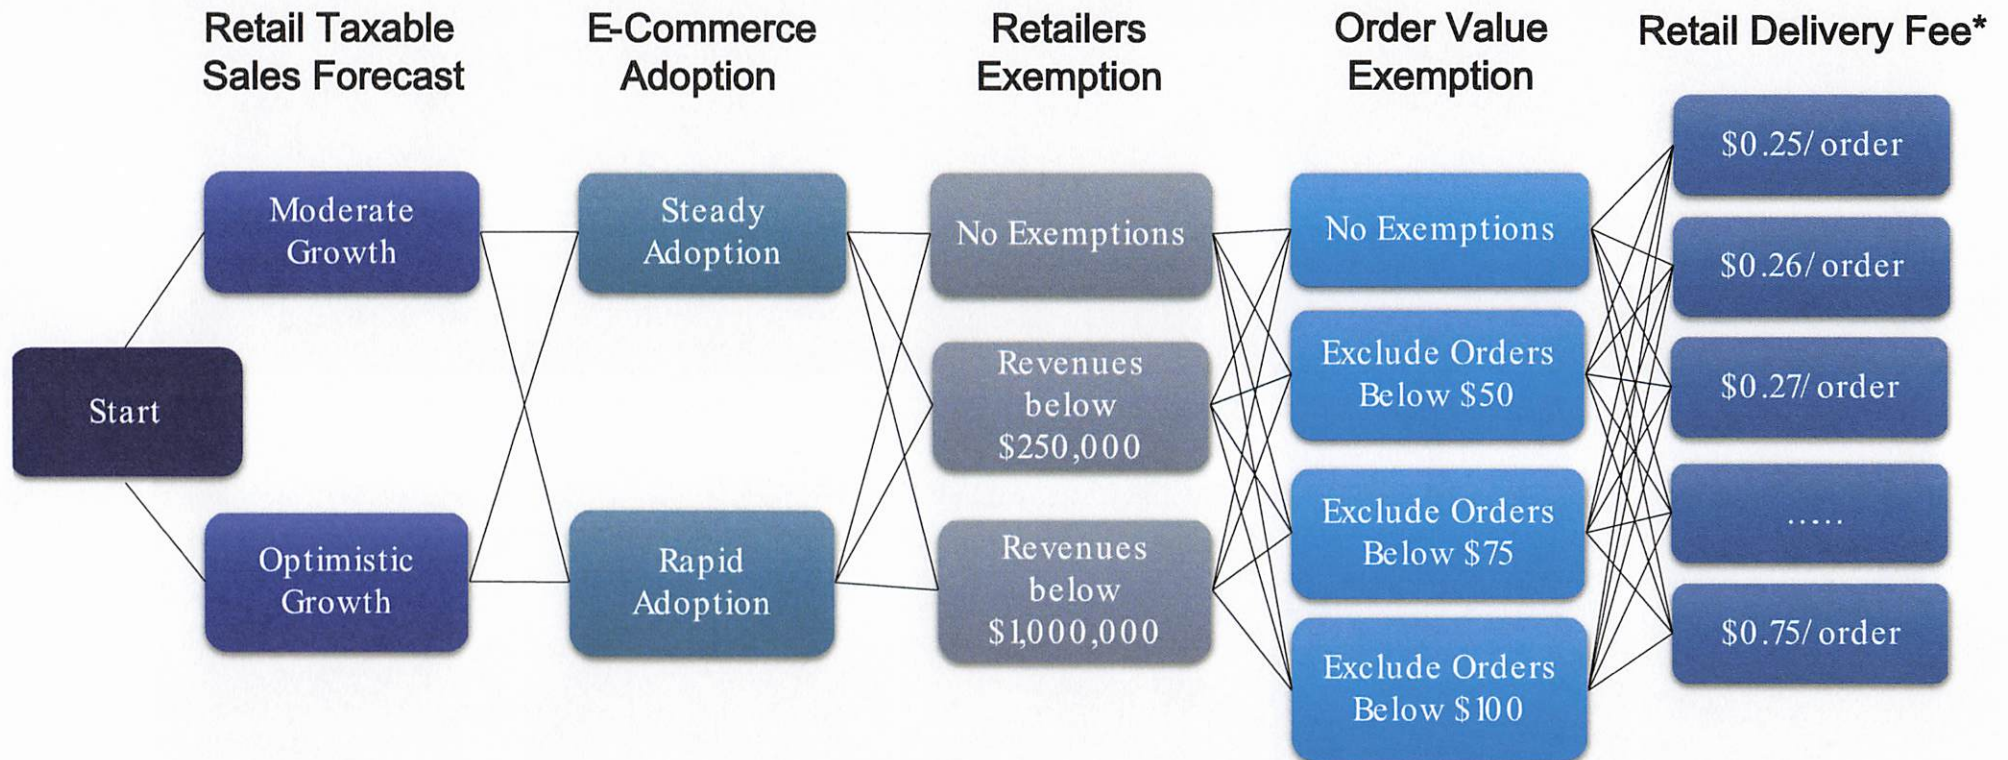 Retail Taxable
Sales Forecast
E-Commerce
Adoption
Retailers
Exemption
Order Value
Exemption
Retail Delivery Fee*
Start
Moderate
Growth
Optimistic
Growth
Steady
Adoption
Rapid
Adoption
No Exemptions
Revenues
below
$250,000
Revenues
below
$1,000,000
No Exemptions
Exclude Orders
Below $50
Exclude Orders
Below $75
Exclude Orders
Below $100
$0.25/ order
$0.26/ order
$0.27/ order
.....
$0.75/ order